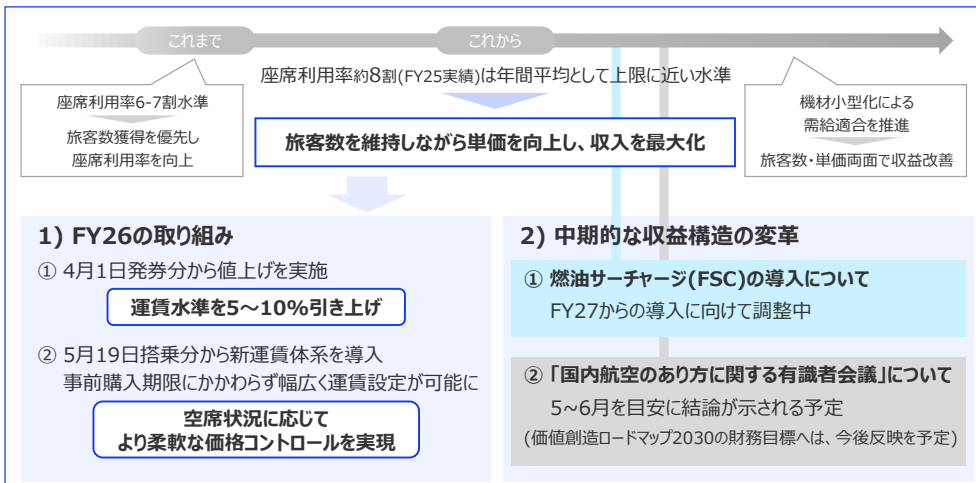 これまで
これから
座席利用率約8割(FY25実績)は年間平均として上限に近い水準
座席利用率6-7割水準
旅客数獲得を優先し
座席利用率を向上
旅客数を維持しながら単価を向上し、収入を最大化
機材小型化による
需給適合を推進
旅客数・単価両面で収益改善
1) FY26の取り組み
① 4月1日発券分から値上げを実施
運賃水準を5～10%引き上げ
② 5月19日搭乗分から新運賃体系を導入
事前購入期限にかかわらず幅広く運賃設定が可能に
空席状況に応じて
より柔軟な価格コントロールを実現
2) 中期的な収益構造の変革
① 燃油サーチャージ(FSC)の導入について
FY27からの導入に向けて調整中
② 「国内航空のあり方に関する有識者会議」について
5~6月を目安に結論が示される予定
(価値創造ロードマップ2030の財務目標へは、今後反映を予定)